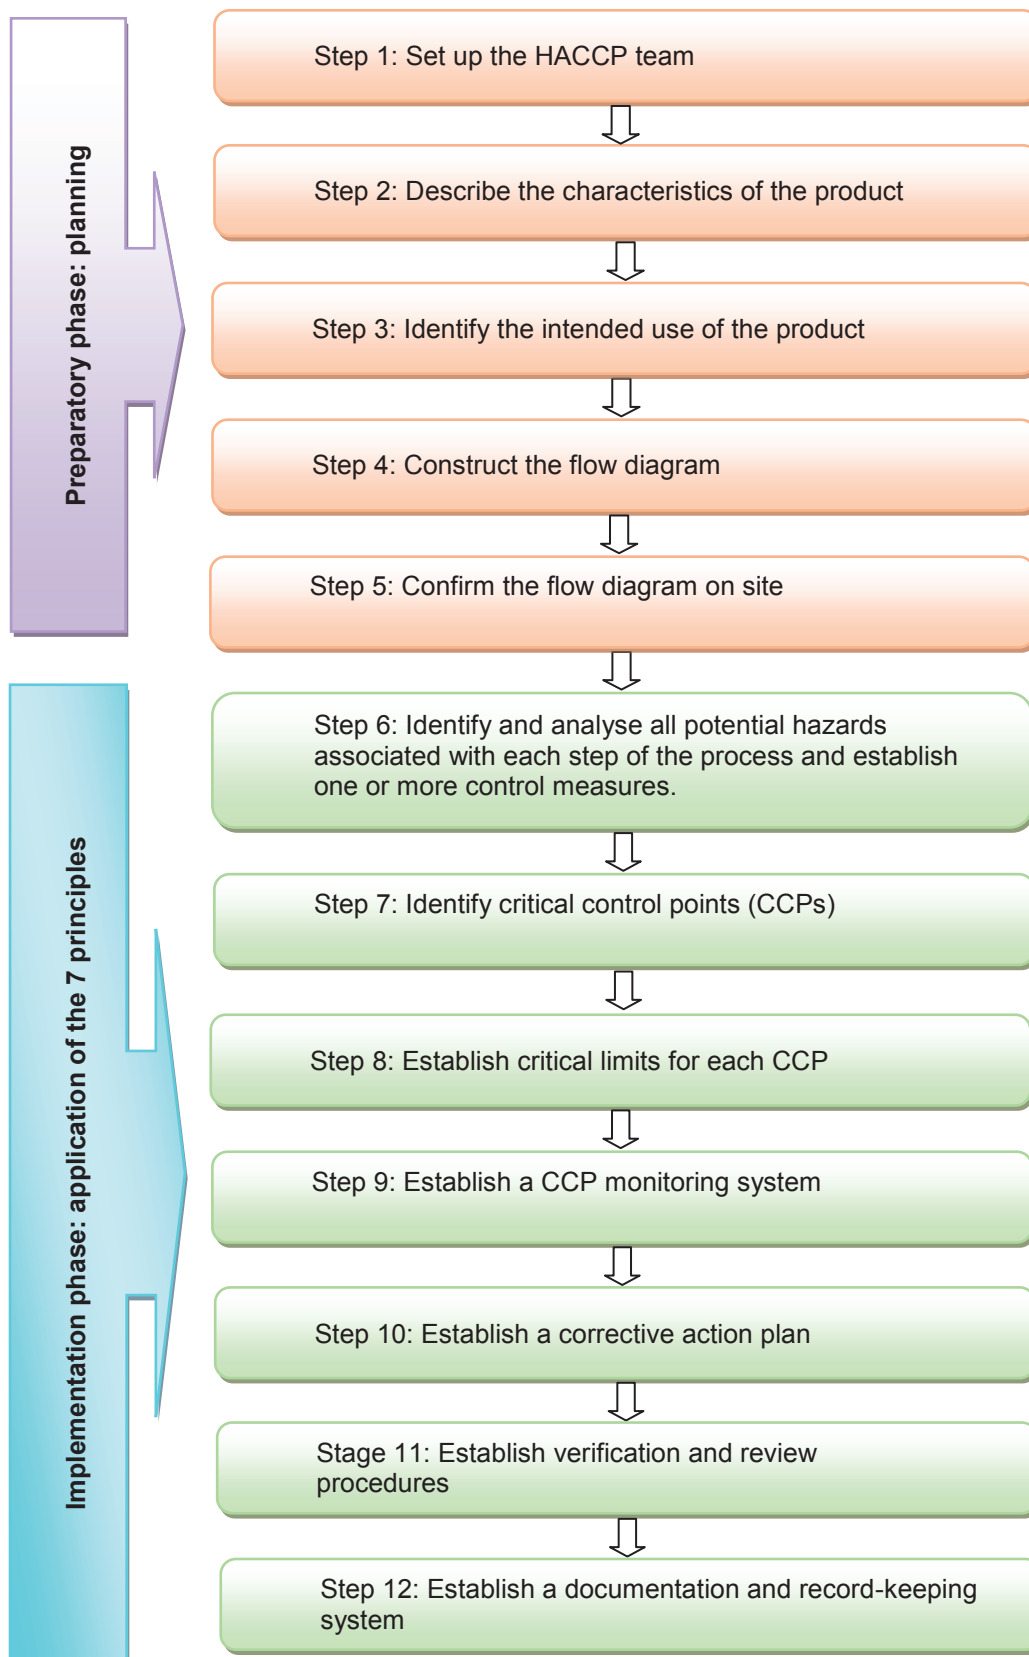 Preparatory phase: planning
Step 1: Set up the HACCP team
Step 2: Describe the characteristics of the product
Step 3: Identify the intended use of the product
Step 4: Construct the flow diagram
Step 5: Confirm the flow diagram on site
Implementation phase: application of the 7 principles
Step 6: Identify and analyse all potential hazards
associated with each step of the process and establish
one or more control measures.
Step 7: Identify critical control points (CCPs)
Step 8: Establish critical limits for each CCP
Step 9: Establish a CCP monitoring system
Step 10: Establish a corrective action plan
Stage 11: Establish verification and review
procedures
Step 12: Establish a documentation and record-keeping
system